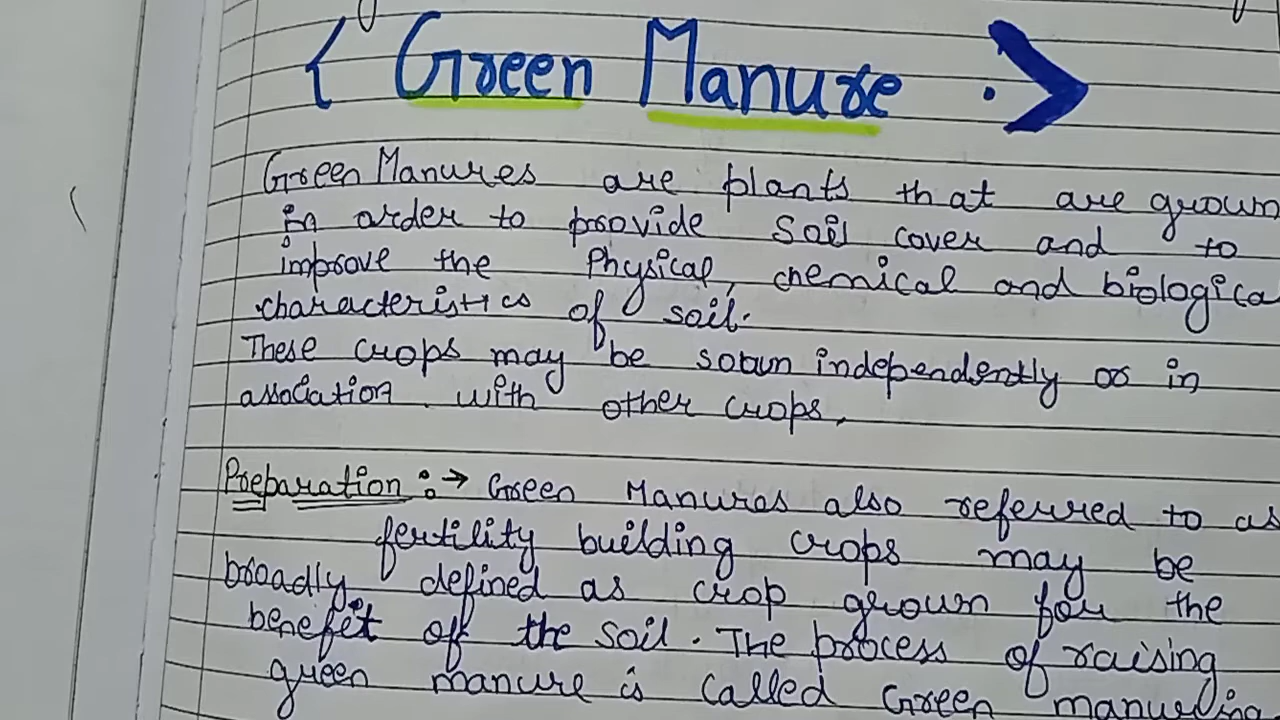 Green Manure
Green Manures are plants that are grown
in order to provide Soil cover and to
improve the Physical, chemical and biologica
characteristics of soil.
These crops may be sown independently or in
association with other crops,
Preparation :→ Green Manures also referred to as
fertility building crops may be
broadly defined as crop grown for the
benefit off the soil. The process of raising
green manure is called Green manuring